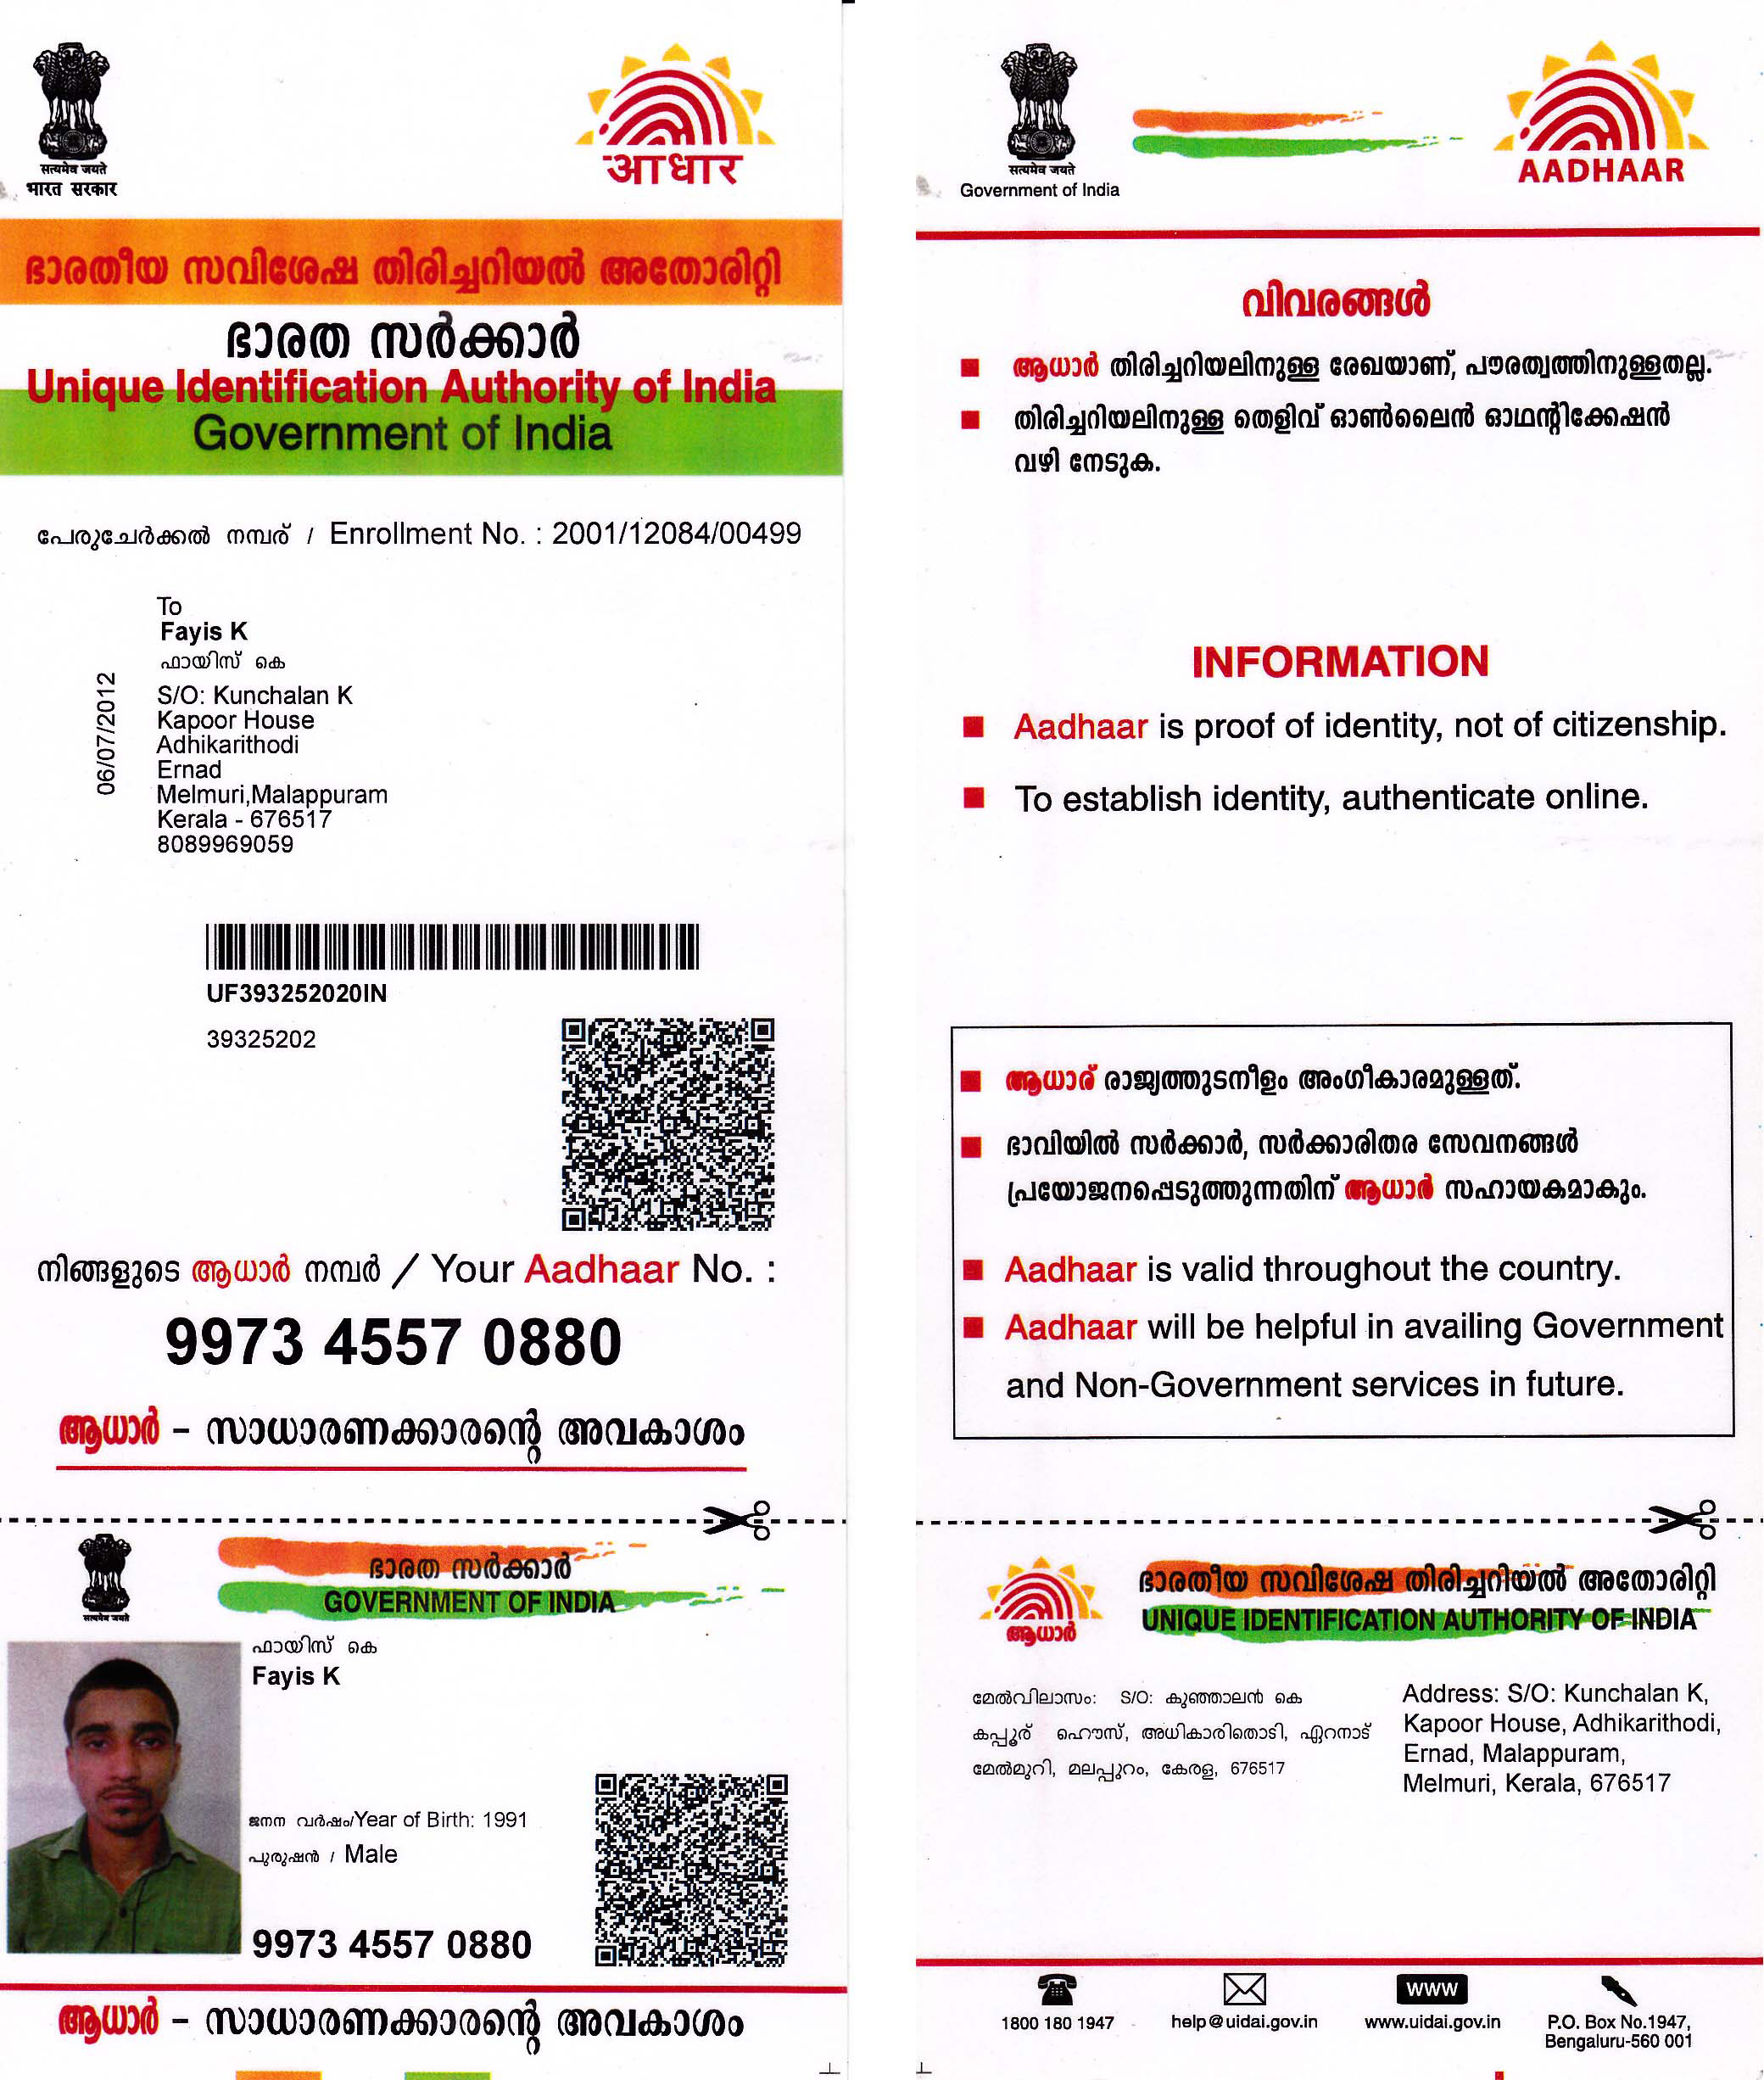 सत्यमेव जयते
भारत सरकार
आधार
ഭാരതീയ സവിശേഷ തിരിച്ചറിയൽ അതോരിറ്റി
ഭാരത സർക്കാർ
Unique Identification Authority of India
Government of India
പേരുചേർക്കൽ നമ്പര് / Enrollment No. : 2001/12084/00499
To
Fayis K
ഫായിസ് കെ
S/O: Kunchalan K
Kapoor House
Adhikarithodi
Ernad
Melmuri,Malappuram
Kerala - 676517
8089969059
06/07/2012
UF393252020IN
39325202
നിങ്ങളുടെ ആധാർ നമ്പർ / Your Aadhaar No. :
9973 4557 0880
ആധാർ - സാധാരണക്കാരന്റെ അവകാശം
सत्यमेव जयते
ഭാരത സർക്കാർ
GOVERNMENT OF INDIA
ഫായിസ് കെ
Fayis K
ജനന വർഷം/Year of Birth: 1991
പുരുഷൻ / Male
9973 4557 0880
ആധാർ - സാധാരണക്കാരന്റെ അവകാശം
सत्यमेव जयते
Government of India
AADHAAR
വിവരങ്ങൾ
ആധാർ തിരിച്ചറിയലിനുള്ള രേഖയാണ്, പൗരത്വത്തിനുള്ളതല്ല.
തിരിച്ചറിയലിനുള്ള തെളിവ് ഓൺലൈൻ ഓഥന്റിക്കേഷൻ
വഴി നേടുക.
INFORMATION
Aadhaar is proof of identity, not of citizenship.
To establish identity, authenticate online.
ആധാര് രാജ്യത്തുടനീളം അംഗീകാരമുള്ളത്.
ഭാവിയിൽ സർക്കാർ, സർക്കാരിതര സേവനങ്ങൾ
പ്രയോജനപ്പെടുത്തുന്നതിന് ആധാർ സഹായകമാകും.
Aadhaar is valid throughout the country.
Aadhaar will be helpful in availing Government
and Non-Government services in future.
ആധാർ
ഭാരതീയ സവിശേഷ തിരിച്ചറിയൽ അതോരിറ്റി
UNIQUE IDENTIFICATION AUTHORITY OF INDIA
മേൽവിലാസം: S/O: കുഞ്ഞാലൻ കെ
കപ്പൂര് ഹൌസ്, അധികാരിതൊടി, ഏറനാട്
മേൽമുറി, മലപ്പുറം, കേരള, 676517
Address: S/O: Kunchalan K,
Kapoor House, Adhikarithodi,
Ernad, Malappuram,
Melmuri, Kerala, 676517
1800 180 1947
help@uidai.gov.in
WWW
www.uidai.gov.in
P.O. Box No.1947,
Bengaluru-560 001